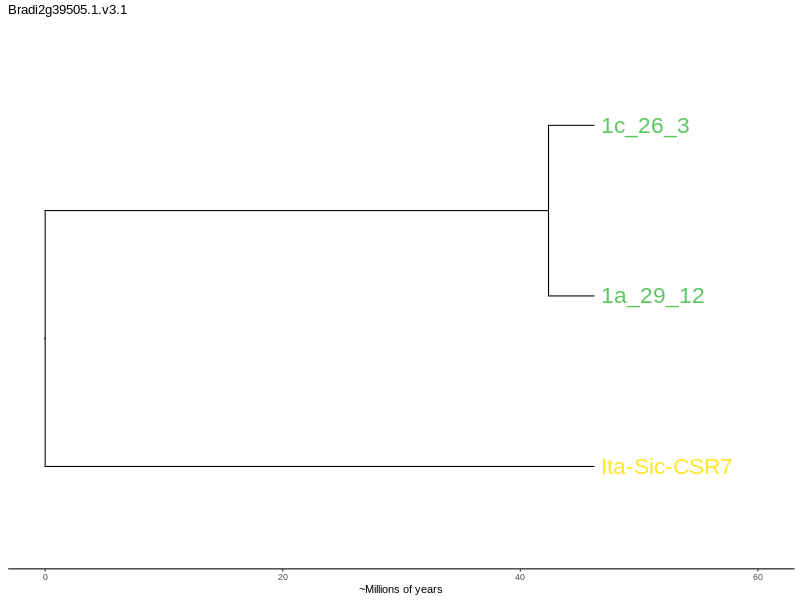 Bradi2g39505.1.v3.1
1c_26_3
1a_29_12
Ita-Sic-CSR7
0 20 40 60
~Millions of years